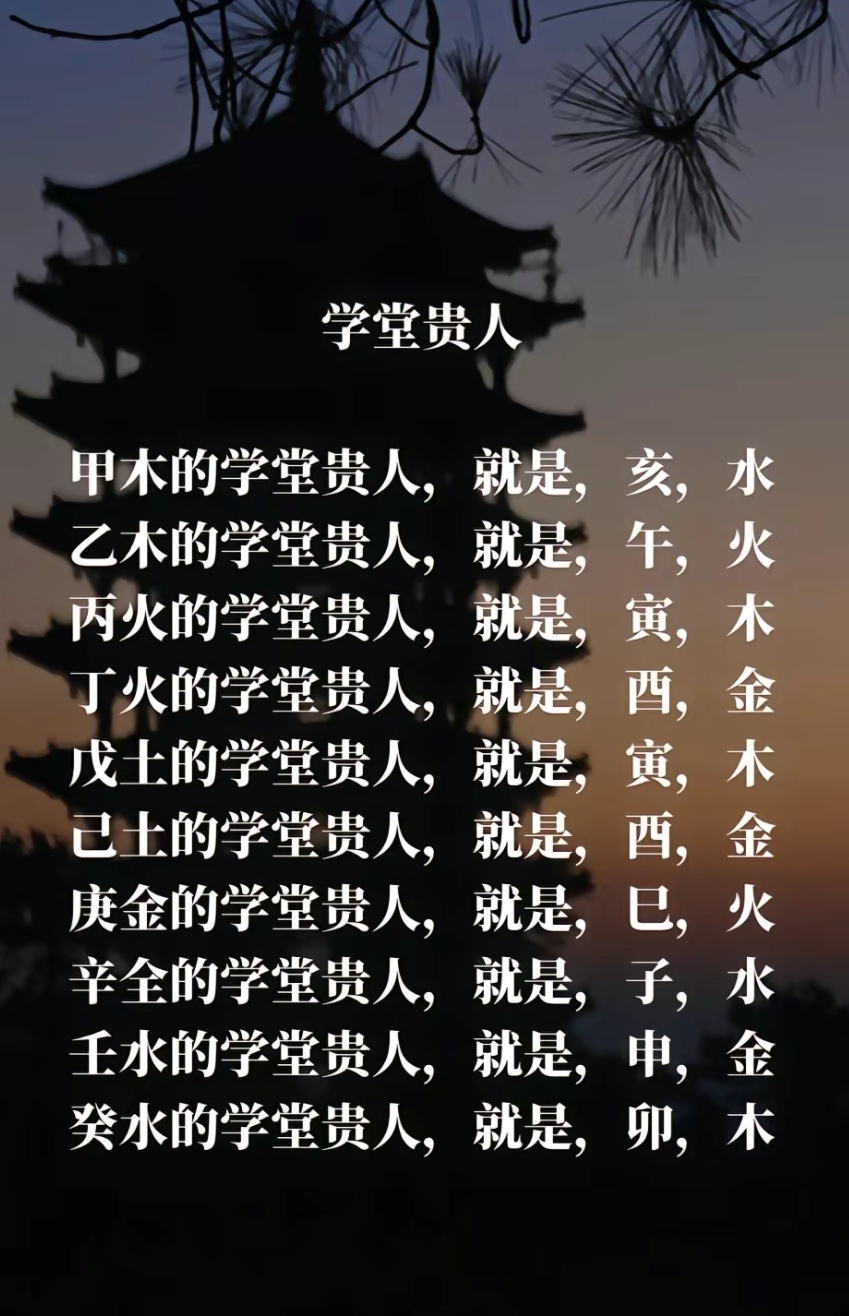 学堂贵人
甲木的学堂贵人，就是，亥，水
乙木的学堂贵人，就是，午，火
丙火的学堂贵人，就是，寅，木
丁火的学堂贵人，就是，酉，金
戊土的学堂贵人，就是，寅，木
己土的学堂贵人，就是，酉，金
庚金的学堂贵人，就是，巳，火
辛全的学堂贵人，就是，子，水
壬水的学堂贵人，就是，申，金
癸水的学堂贵人，就是，卯，木